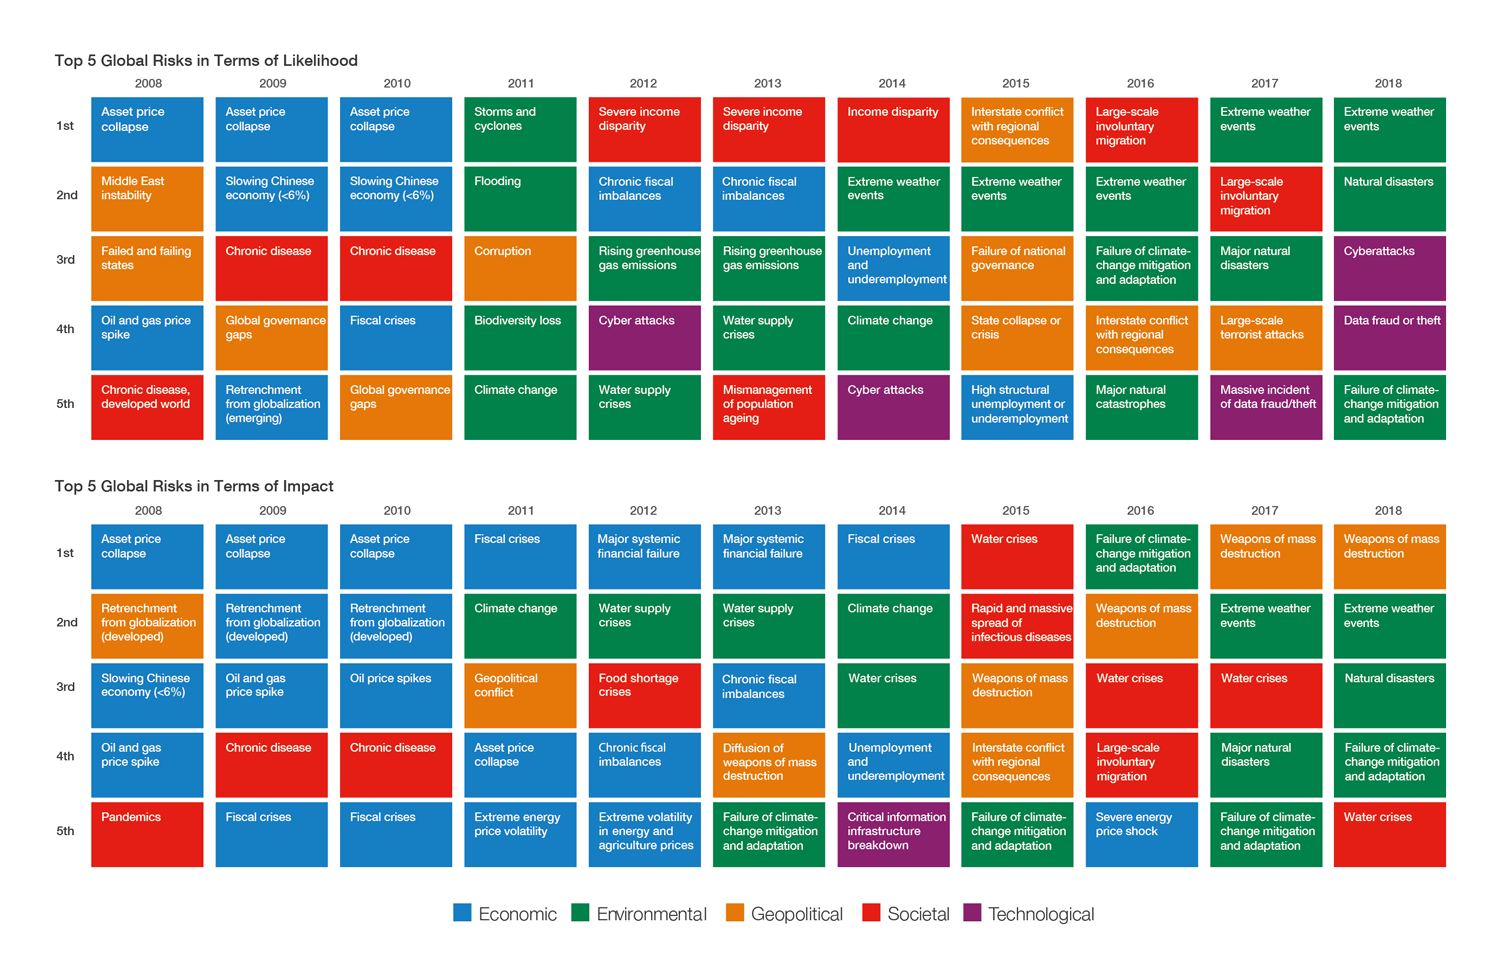 Top 5 Global Risks in Terms of Likelihood
2008 2009 2010 2011 2012 2013 2014 2015 2016 2017 2018
1st
Asset price
collapse
Asset price
collapse
Asset price
collapse
Storms and
cyclones
Severe income
disparity
Severe income
disparity
Income disparity
Interstate conflict
with regional
consequences
Large-scale
involuntary
migration
Extreme weather
events
Extreme weather
events
2nd
Middle East
instability
Slowing Chinese
economy (<6%)
Slowing Chinese
economy (<6%)
Flooding
Chronic fiscal
imbalances
Chronic fiscal
imbalances
Extreme weather
events
Extreme weather
events
Extreme weather
events
Large-scale
involuntary
migration
Natural disasters
3rd
Failed and failing
states
Chronic disease
Chronic disease
Corruption
Rising greenhouse
gas emissions
Rising greenhouse
gas emissions
Unemployment
and
underemployment
Failure of national
governance
Failure of climate-
change mitigation
and adaptation
Major natural
disasters
Cyberattacks
4th
Oil and gas price
spike
Global governance
gaps
Fiscal crises
Biodiversity loss
Cyber attacks
Water supply
crises
Climate change
State collapse or
crisis
Interstate conflict
with regional
consequences
Large-scale
terrorist attacks
Data fraud or theft
5th
Chronic disease,
developed world
Retrenchment
from globalization
(emerging)
Global governance
gaps
Climate change
Water supply
crises
Mismanagement
of population
ageing
Cyber attacks
High structural
unemployment or
underemployment
Major natural
catastrophes
Massive incident
of data fraud/theft
Failure of climate-
change mitigation
and adaptation
Top 5 Global Risks in Terms of Impact
2008 2009 2010 2011 2012 2013 2014 2015 2016 2017 2018
1st
Asset price
collapse
Asset price
collapse
Asset price
collapse
Fiscal crises
Major systemic
financial failure
Major systemic
financial failure
Fiscal crises
Water crises
Failure of climate-
change mitigation
and adaptation
Weapons of mass
destruction
Weapons of mass
destruction
2nd
Retrenchment
from globalization
(developed)
Retrenchment
from globalization
(developed)
Retrenchment
from globalization
(developed)
Climate change
Water supply
crises
Water supply
crises
Climate change
Rapid and massive
spread of
infectious diseases
Weapons of mass
destruction
Extreme weather
events
Extreme weather
events
3rd
Slowing Chinese
economy (<6%)
Oil and gas
price spike
Oil price spikes
Geopolitical
conflict
Food shortage
crises
Chronic fiscal
imbalances
Water crises
Weapons of mass
destruction
Water crises
Water crises
Natural disasters
4th
Oil and gas
price spike
Chronic disease
Chronic disease
Asset price
collapse
Chronic fiscal
imbalances
Diffusion of
weapons of mass
destruction
Unemployment
and
underemployment
Interstate conflict
with regional
consequences
Large-scale
involuntary
migration
Major natural
disasters
Failure of climate-
change mitigation
and adaptation
5th
Pandemics
Fiscal crises
Fiscal crises
Extreme energy
price volatility
Extreme volatility
in energy and
agriculture prices
Failure of climate-
change mitigation
and adaptation
Critical information
infrastructure
breakdown
Failure of climate-
change mitigation
and adaptation
Severe energy
price shock
Failure of climate-
change mitigation
and adaptation
Water crises
Economic Environmental Geopolitical Societal Technological